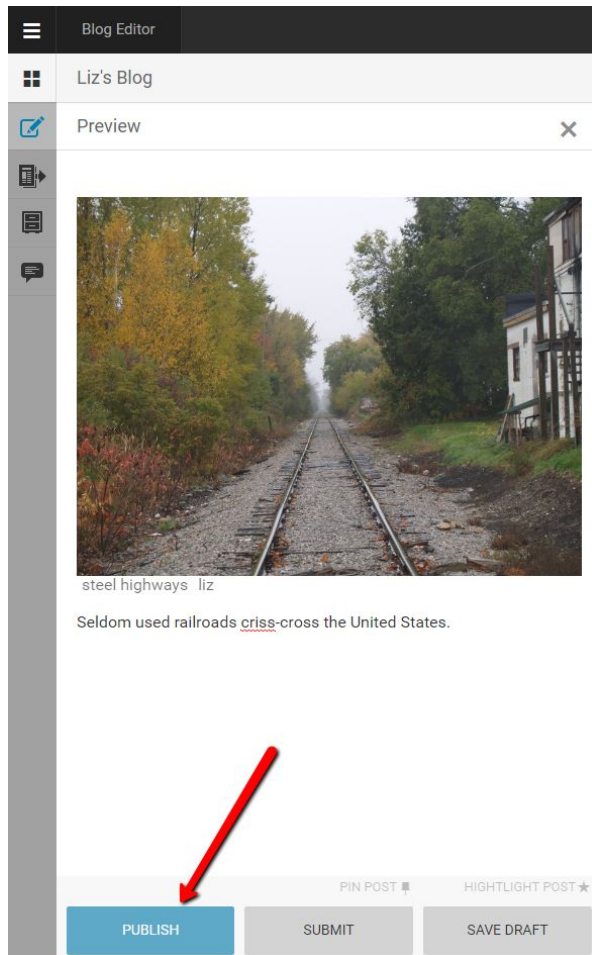 Blog Editor
Liz's Blog
Preview
steel highways liz
Seldom used railroads criss-cross the United States.
PIN POST HIGHTLIGHT POST
PUBLISH SUBMIT SAVE DRAFT